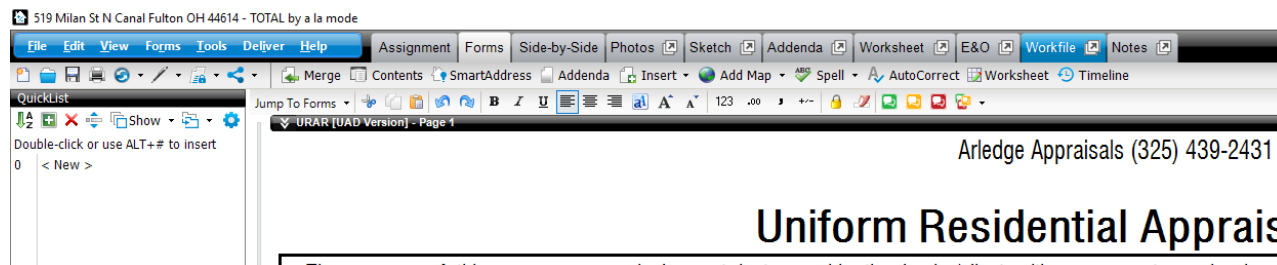 519 Milan St N Canal Fulton OH 44614 - TOTAL by a la mode
File Edit View Forms Tools Deliver Help Assignment Forms Side-by-Side Photos Sketch Addenda Worksheet E&O Workfile Notes
Merge Contents SmartAddress Addenda Insert Add Map Spell AutoCorrect Worksheet Timeline
QuickList
Jump To Forms B I U al A A 123 .00 , +/-
Show
URAR [UAD Version] - Page 1
Double-click or use ALT+# to insert
0 < New >
Arledge Appraisals (325) 439-2431
Uniform Residential Apprais